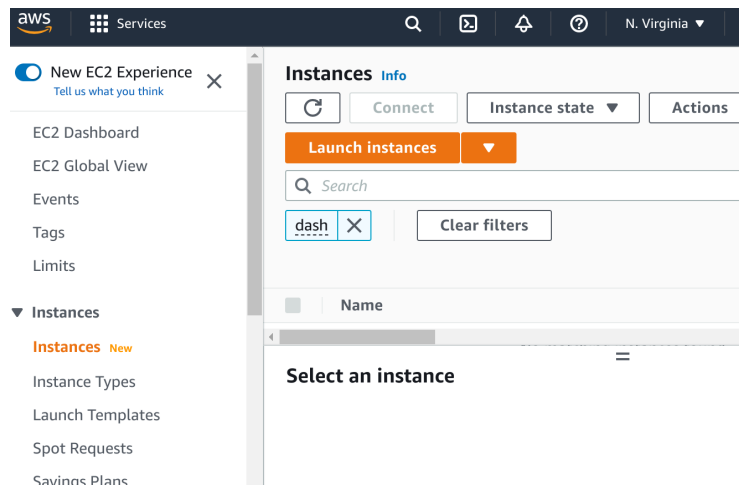 aws
Services
N. Virginia
New EC2 Experience
Tell us what you think
EC2 Dashboard
EC2 Global View
Events
Tags
Limits
Instances
Instances New
Instance Types
Launch Templates
Spot Requests
Savings Plans
Instances Info
Connect
Instance state
Actions
Launch instances
Search
dash
Clear filters
Name
Select an instance